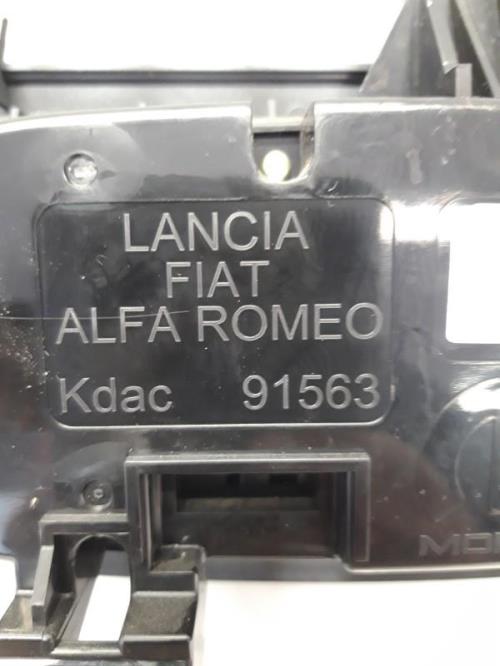 LANCIA
FIAT
ALFA ROMEO
Kdac 91563